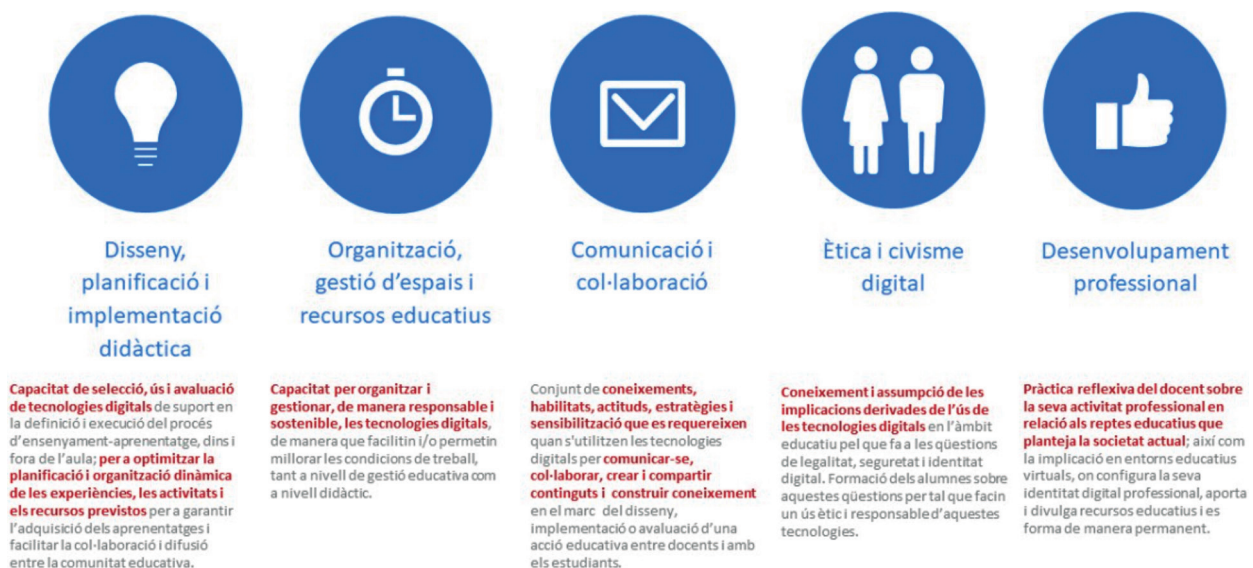 Disseny,
planificació i
implementació
didàctica
Capacitat de selecció, ús i avaluació
de tecnologies digitals de suport en
la definició i execució del procés
d'ensenyament-aprenentatge, dins i
fora de l'aula; per a optimitzar la
planificació i organització dinàmica
de les experiències, les activitats i
els recursos previstos per a garantir
l'adquisició dels aprenentatges i
facilitar la col·laboració i difusió
entre la comunitat educativa.
Organització,
gestió d'espais i
recursos educatius
Capacitat per organitzar i
gestionar, de manera responsable i
sostenible, les tecnologies digitals,
de manera que facilitin i/o permetin
millorar les condicions de treball,
tant a nivell de gestió educativa com
a nivell didàctic.
Comunicació i
col·laboració
Conjunt de coneixements,
habilitats, actituds, estratègies i
sensibilització que es requereixen
quan s'utilitzen les tecnologies
digitals per comunicar-se,
col·laborar, crear i compartir
continguts i construir coneixement
en el marc del disseny,
implementació o avaluació d'una
acció educativa entre docents i amb
els estudiants.
Ètica i civisme
digital
Coneixement i assumpció de les
implicacions derivades de l'ús de
les tecnologies digitals en l'àmbit
educatiu pel que fa a les qüestions
de legalitat, seguretat i identitat
digital. Formació dels alumnes sobre
aquestes qüestions per tal que facin
un ús ètic i responsable d'aquestes
tecnologies.
Desenvolupament
professional
Pràctica reflexiva del docent sobre
la seva activitat professional en
relació als reptes educatius que
planteja la societat actual; així com
la implicació en entorns educatius
virtuals, on configura la seva
identitat digital professional, aporta
i divulga recursos educatius i es
forma de manera permanent.